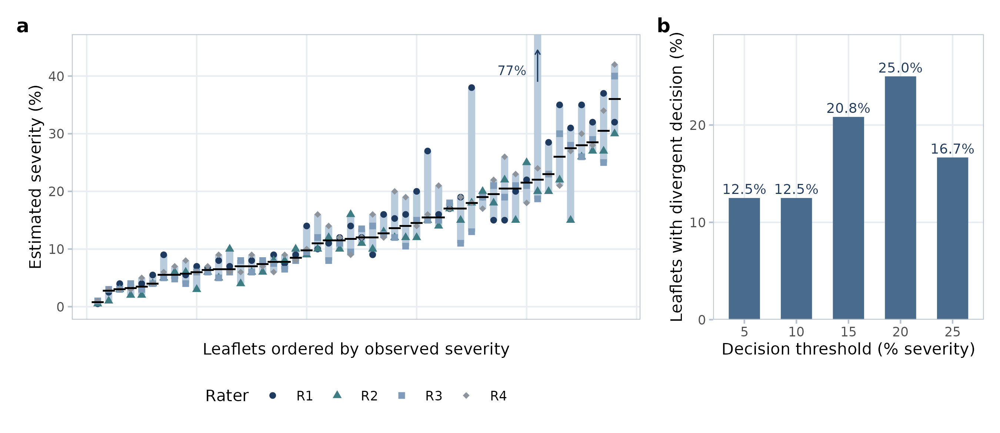 a
Estimated severity (%)
40
30
20
10
0
77%
Leaflets ordered by observed severity
Rater
R1
R2
R3
R4
b
Leaflets with divergent decision (%)
20
10
0
12.5%
12.5%
20.8%
25.0%
16.7%
5
10
15
20
25
Decision threshold (% severity)